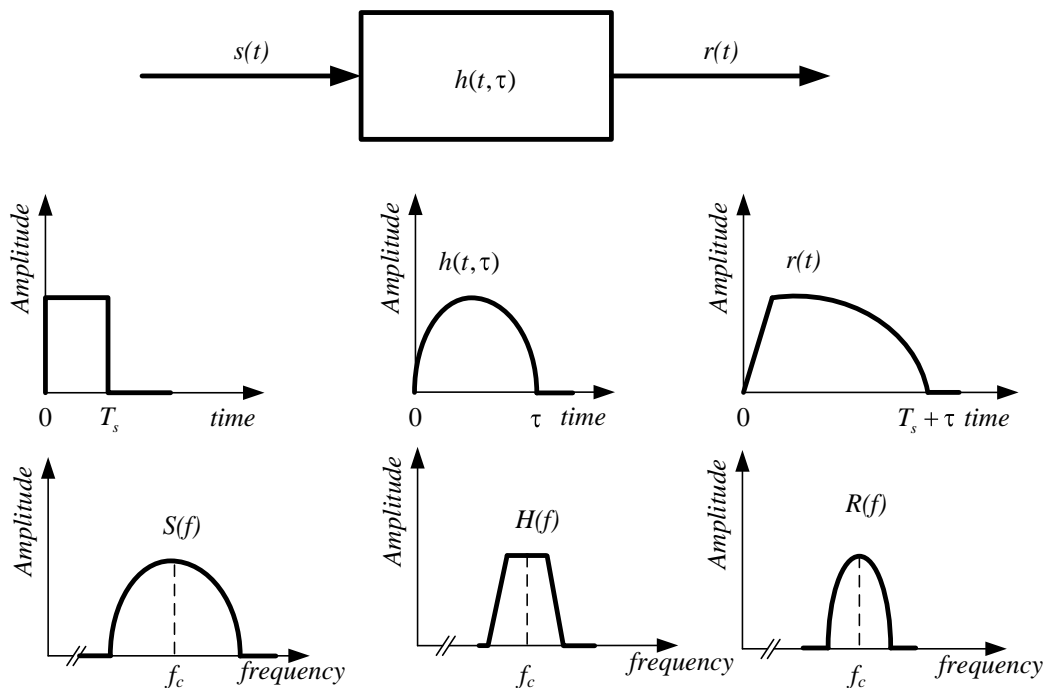 s(t)
h(t,τ)
r(t)
Amplitude
0
T_s
time
Amplitude
h(t,τ)
0
τ
time
Amplitude
r(t)
0
T_s + τ
time
Amplitude
S(f)
f_c
frequency
Amplitude
H(f)
f_c
frequency
Amplitude
R(f)
f_c
frequency